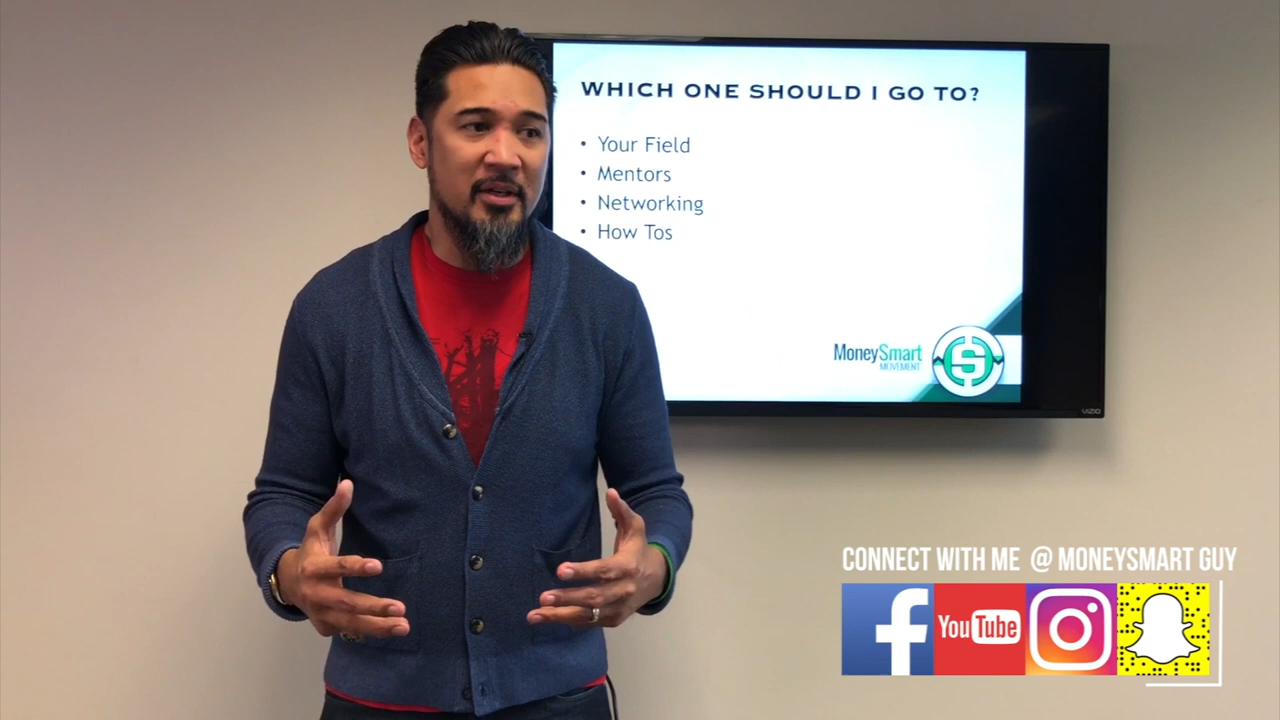 WHICH ONE SHOULD I GO TO?
• Your Field
• Mentors
• Networking
• How Tos
MoneySmart
MOVEMENT
VIZIO
CONNECT WITH ME @ MONEYSMART GUY
YouTube